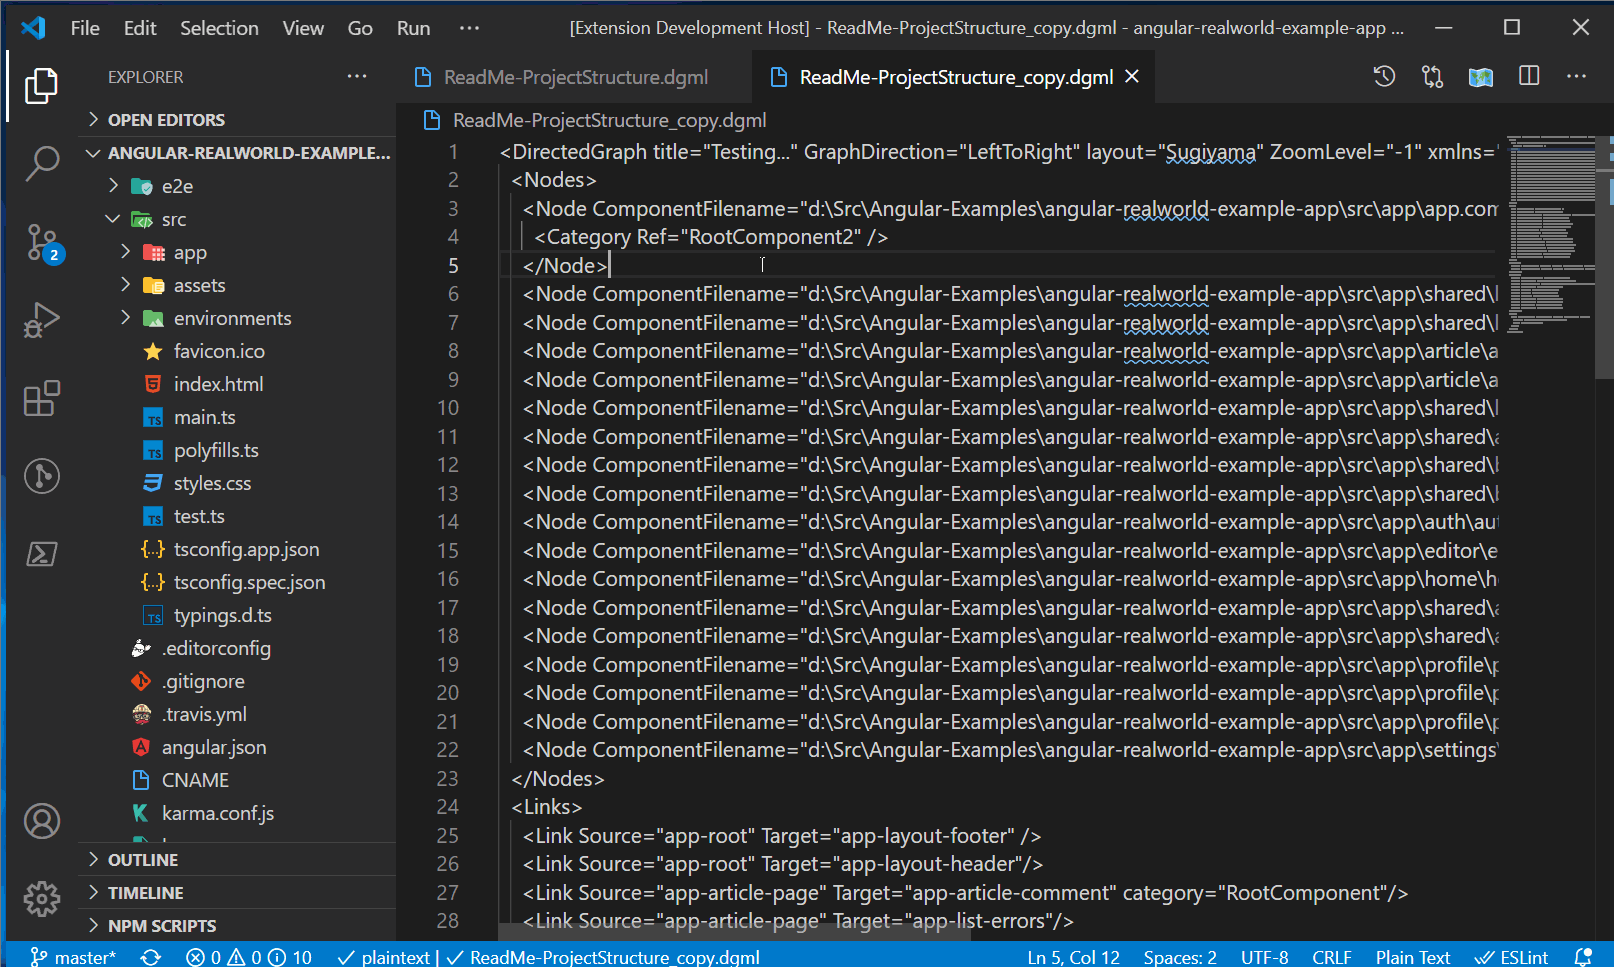 File Edit Selection View Go Run ··· [Extension Development Host] - ReadMe-ProjectStructure_copy.dgml - angular-realworld-example-app ...
EXPLORER ···
ReadMe-ProjectStructure.dgml
ReadMe-ProjectStructure_copy.dgml
OPEN EDITORS
ANGULAR-REALWORLD-EXAMPLE...
e2e
src
app
assets
environments
favicon.ico
index.html
main.ts
polyfills.ts
styles.css
test.ts
tsconfig.app.json
tsconfig.spec.json
typings.d.ts
.editorconfig
.gitignore
.travis.yml
angular.json
CNAME
karma.conf.js
OUTLINE
TIMELINE
NPM SCRIPTS
2
ReadMe-ProjectStructure_copy.dgml
1 <DirectedGraph title="Testing..." GraphDirection="LeftToRight" layout="Sugiyama" ZoomLevel="-1" xmlns="
2 <Nodes>
3 <Node ComponentFilename="d:\Src\Angular-Examples\angular-realworld-example-app\src\app\app.com
4 <Category Ref="RootComponent2" />
5 </Node>
6 <Node ComponentFilename="d:\Src\Angular-Examples\angular-realworld-example-app\src\app\shared\
7 <Node ComponentFilename="d:\Src\Angular-Examples\angular-realworld-example-app\src\app\shared\
8 <Node ComponentFilename="d:\Src\Angular-Examples\angular-realworld-example-app\src\app\article\a
9 <Node ComponentFilename="d:\Src\Angular-Examples\angular-realworld-example-app\src\app\article\a
10 <Node ComponentFilename="d:\Src\Angular-Examples\angular-realworld-example-app\src\app\shared\
11 <Node ComponentFilename="d:\Src\Angular-Examples\angular-realworld-example-app\src\app\shared\a
12 <Node ComponentFilename="d:\Src\Angular-Examples\angular-realworld-example-app\src\app\shared\
13 <Node ComponentFilename="d:\Src\Angular-Examples\angular-realworld-example-app\src\app\shared\
14 <Node ComponentFilename="d:\Src\Angular-Examples\angular-realworld-example-app\src\app\auth\aut
15 <Node ComponentFilename="d:\Src\Angular-Examples\angular-realworld-example-app\src\app\editor\e
16 <Node ComponentFilename="d:\Src\Angular-Examples\angular-realworld-example-app\src\app\home\h
17 <Node ComponentFilename="d:\Src\Angular-Examples\angular-realworld-example-app\src\app\shared\a
18 <Node ComponentFilename="d:\Src\Angular-Examples\angular-realworld-example-app\src\app\shared\a
19 <Node ComponentFilename="d:\Src\Angular-Examples\angular-realworld-example-app\src\app\profile\p
20 <Node ComponentFilename="d:\Src\Angular-Examples\angular-realworld-example-app\src\app\profile\p
21 <Node ComponentFilename="d:\Src\Angular-Examples\angular-realworld-example-app\src\app\profile\p
22 <Node ComponentFilename="d:\Src\Angular-Examples\angular-realworld-example-app\src\app\settings\
23 </Nodes>
24 <Links>
25 <Link Source="app-root" Target="app-layout-footer" />
26 <Link Source="app-root" Target="app-layout-header"/>
27 <Link Source="app-article-page" Target="app-article-comment" category="RootComponent"/>
28 <Link Source="app-article-page" Target="app-list-errors"/>
master* 0 0 10 plaintext | ReadMe-ProjectStructure_copy.dgml Ln 5, Col 12 Spaces: 2 UTF-8 CRLF Plain Text ESLint